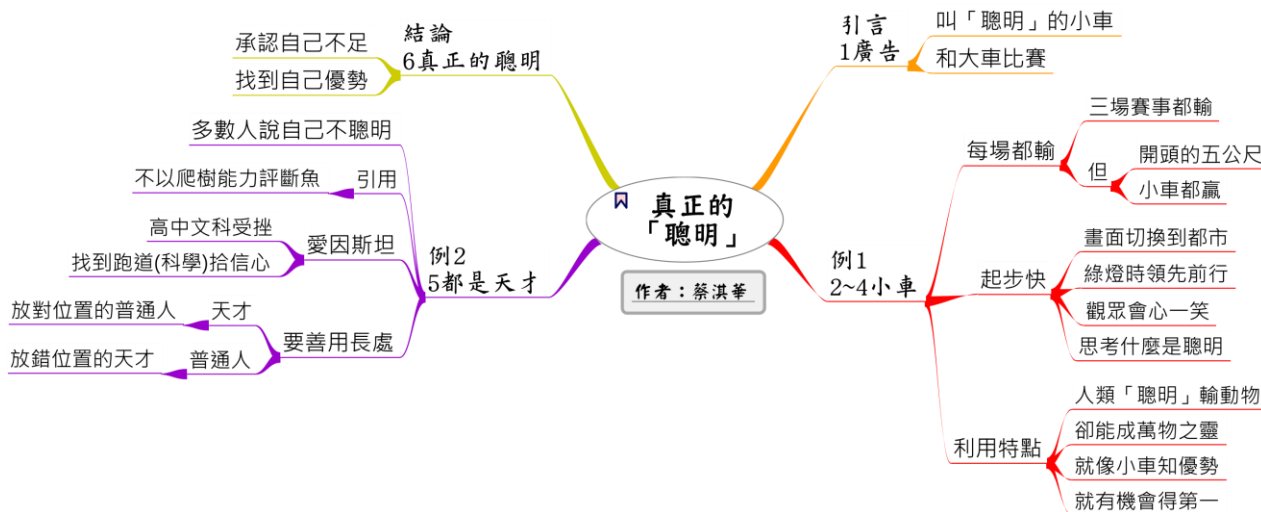 真正的
「聰明」
作者：蔡淇華
引言
1廣告
叫「聰明」的小車
和大車比賽
例1
2~4小車
每場都輸
三場賽事都輸
但
開頭的五公尺
小車都贏
起步快
畫面切換到都市
綠燈時領先前行
觀眾會心一笑
思考什麼是聰明
利用特點
人類「聰明」輸動物
卻能成萬物之靈
就像小車知優勢
就有機會得第一
例2
5都是天才
多數人說自己不聰明
引用
不以爬樹能力評斷魚
愛因斯坦
高中文科受挫
找到跑道(科學)拾信心
要善用長處
天才
放對位置的普通人
普通人
放錯位置的天才
結論
6真正的聰明
承認自己不足
找到自己優勢